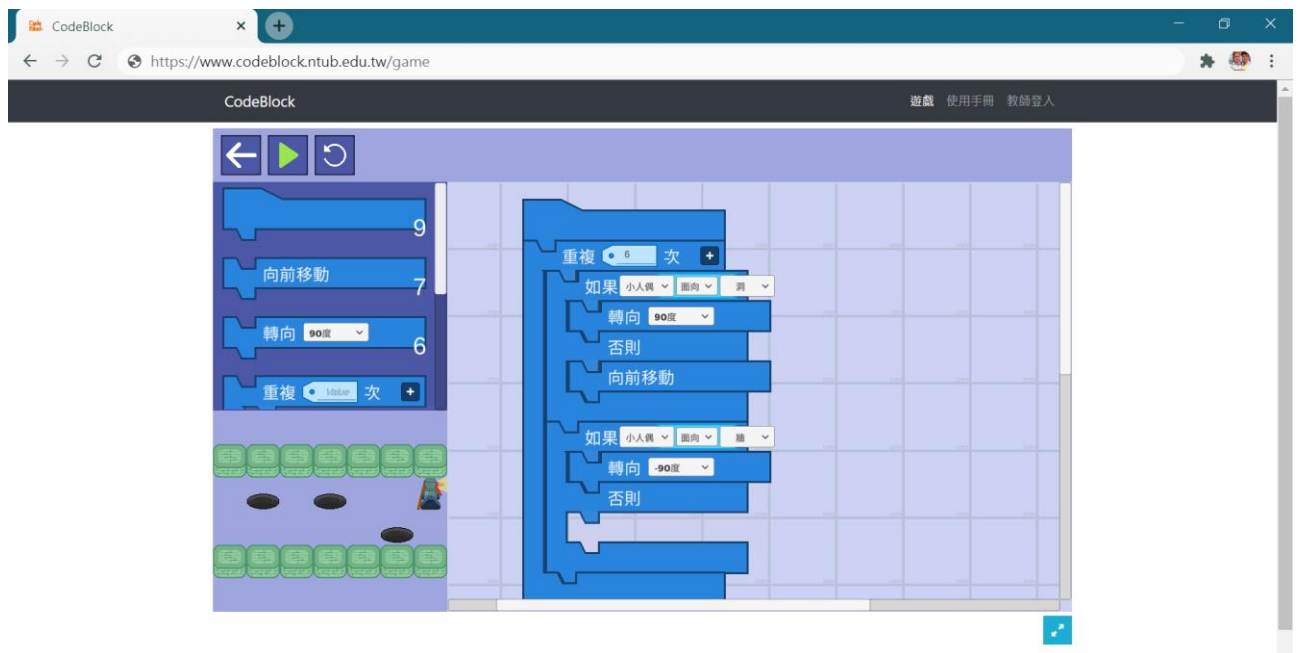 CodeBlock
https://www.codeblock.ntub.edu.tw/game
CodeBlock 遊戲 使用手冊 教師登入
9
向前移動 7
轉向 90度 6
重複 Value 次 +
重複 6 次 +
如果 小人偶 面向 洞
轉向 90度
否則
向前移動
如果 小人偶 面向 牆
轉向 -90度
否則